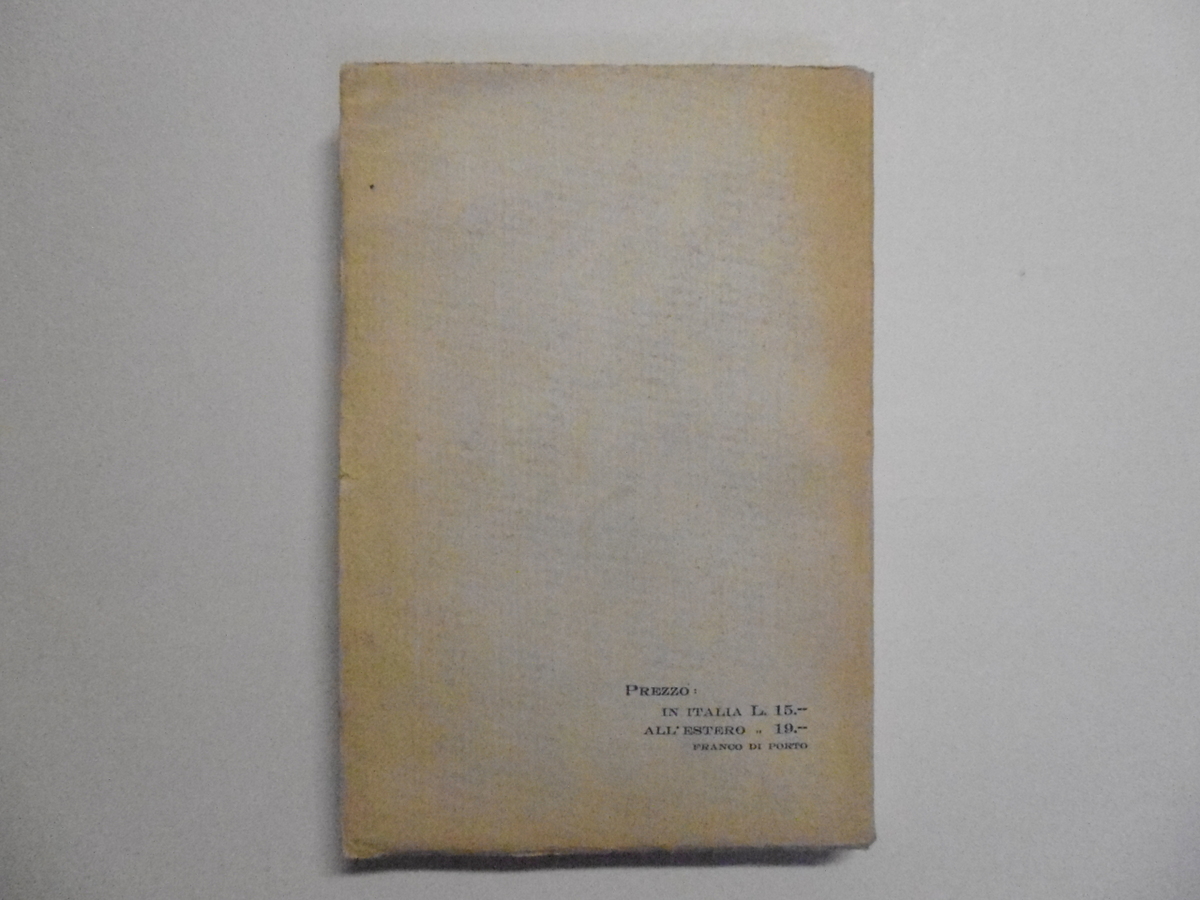 PREZZO:
IN ITALIA L. 15.--
ALL'ESTERO „ 19.--
FRANCO DI PORTO